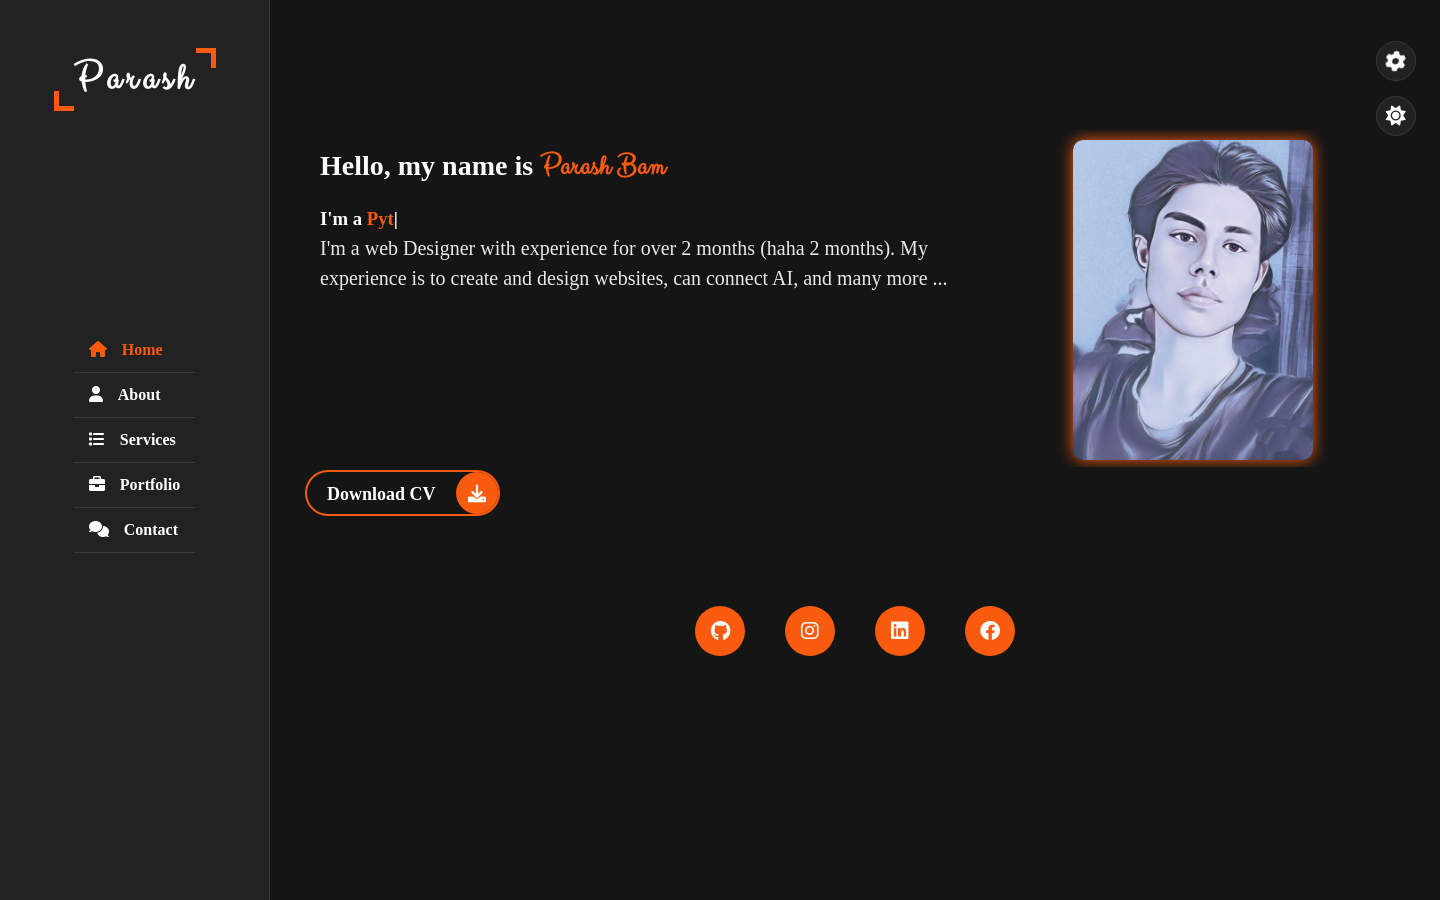 Parash
Home
About
Services
Portfolio
Contact
Hello, my name is Parash Bam
I'm a Pyt|
I'm a web Designer with experience for over 2 months (haha 2 months). My
experience is to create and design websites, can connect AI, and many more ...
Download CV